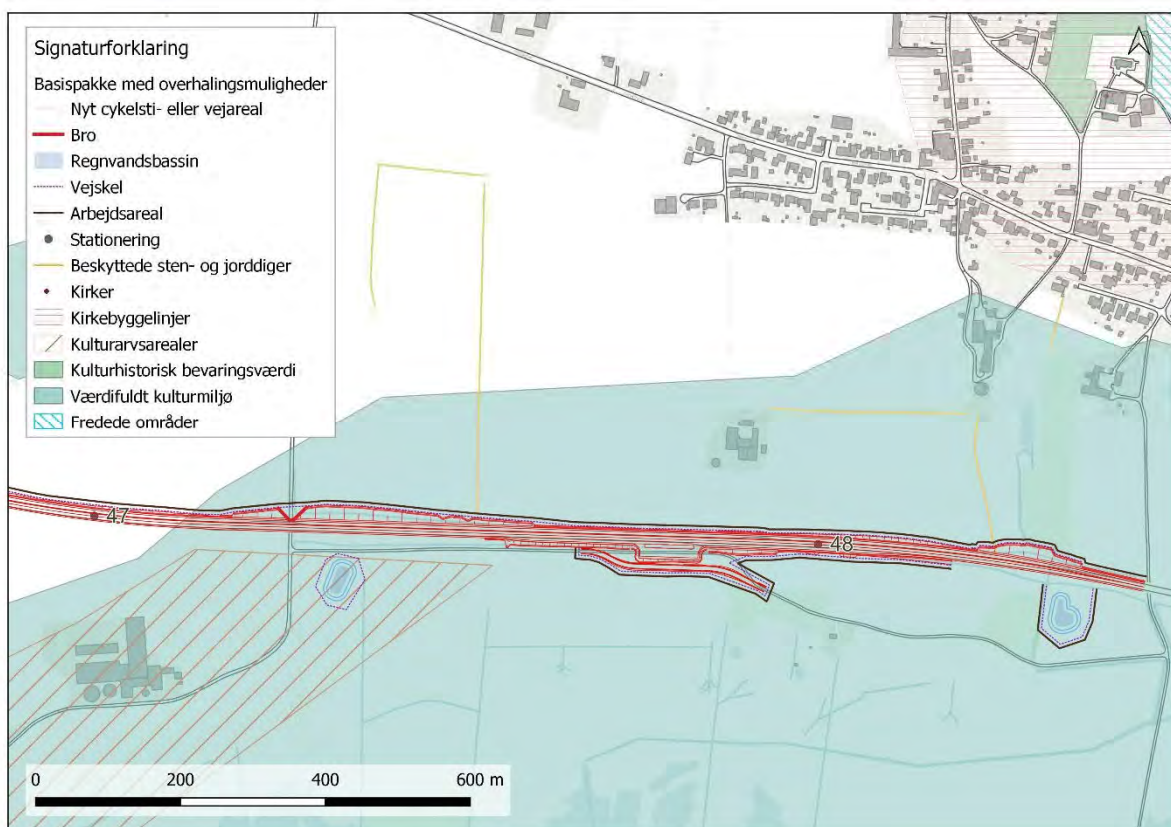 Signaturforklaring
Basispakke med overhalingsmuligheder
Nyt cykelsti- eller vejareal
Bro
Regnvandsbassin
Vejskel
Arbejdsareal
Stationering
Beskyttede sten- og jorddiger
Kirker
Kirkebyggelinjer
Kulturarvsarealer
Kulturhistorisk bevaringsværdi
Værdifuldt kulturmiljø
Fredede områder
47
48
0 200 400 600 m